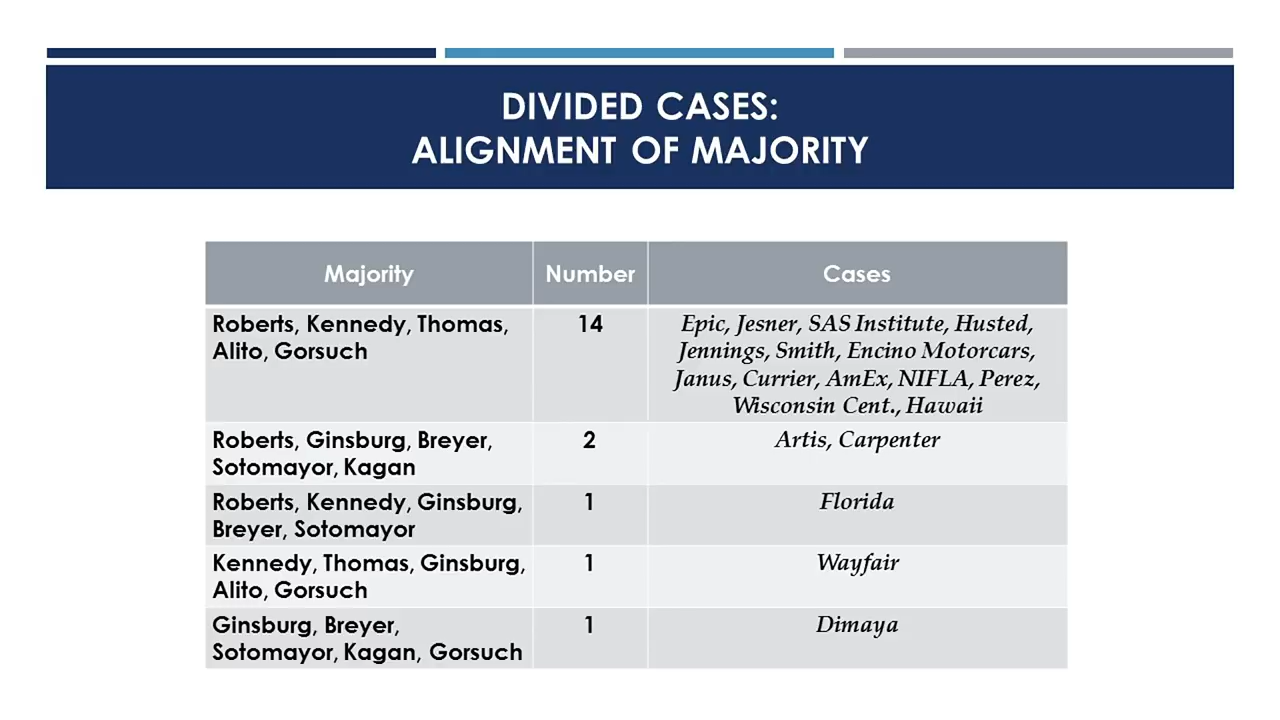 DIVIDED CASES:
ALIGNMENT OF MAJORITY
Majority Number Cases
Roberts, Kennedy, Thomas,
Alito, Gorsuch
14
Epic, Jesner, SAS Institute, Husted,
Jennings, Smith, Encino Motorcars,
Janus, Currier, AmEx, NIFLA, Perez,
Wisconsin Cent., Hawaii
Roberts, Ginsburg, Breyer,
Sotomayor, Kagan
2
Artis, Carpenter
Roberts, Kennedy, Ginsburg,
Breyer, Sotomayor
1
Florida
Kennedy, Thomas, Ginsburg,
Alito, Gorsuch
1
Wayfair
Ginsburg, Breyer,
Sotomayor, Kagan, Gorsuch
1
Dimaya